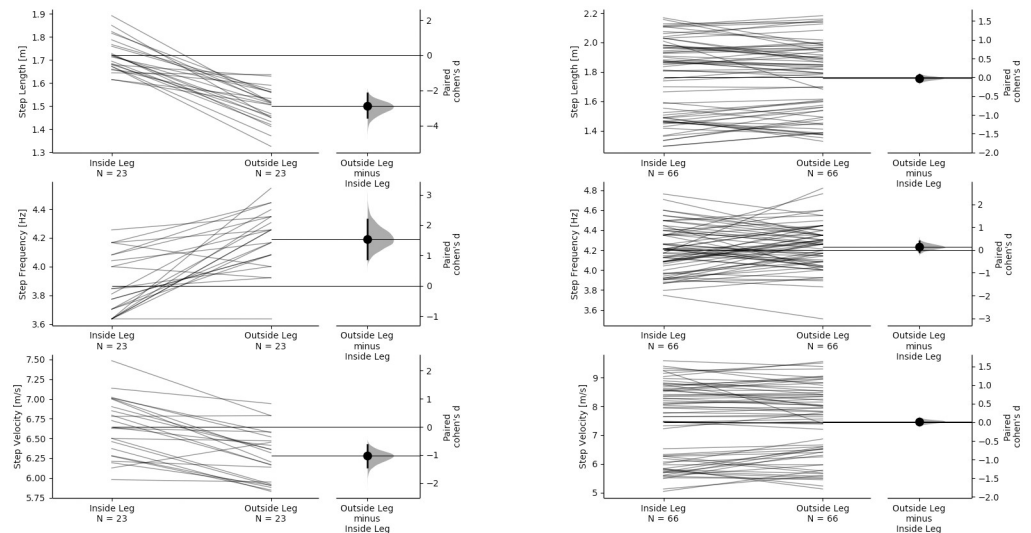 Step Length [m]
1.9
1.8
1.7
1.6
1.5
1.4
1.3
2
0
−2
−4
Paired
cohen's d
Inside Leg
N = 23
Outside Leg
N = 23
Outside Leg
minus
Inside Leg
Step Length [m]
2.2
2.0
1.8
1.6
1.4
1.5
1.0
0.5
0.0
−0.5
−1.0
−1.5
−2.0
Paired
cohen's d
Inside Leg
N = 66
Outside Leg
N = 66
Outside Leg
minus
Inside Leg
Step Frequency [Hz]
4.4
4.2
4.0
3.8
3.6
3
2
1
0
−1
Paired
cohen's d
Inside Leg
N = 23
Outside Leg
N = 23
Outside Leg
minus
Inside Leg
Step Frequency [Hz]
4.8
4.6
4.4
4.2
4.0
3.8
3.6
2
1
0
−1
−2
−3
Paired
cohen's d
Inside Leg
N = 66
Outside Leg
N = 66
Outside Leg
minus
Inside Leg
Step Velocity [m/s]
7.50
7.25
7.00
6.75
6.50
6.25
6.00
5.75
2
1
0
−1
−2
Paired
cohen's d
Inside Leg
N = 23
Outside Leg
N = 23
Outside Leg
minus
Inside Leg
Step Velocity [m/s]
9
8
7
6
5
1.5
1.0
0.5
0.0
−0.5
−1.0
−1.5
−2.0
Paired
cohen's d
Inside Leg
N = 66
Outside Leg
N = 66
Outside Leg
minus
Inside Leg